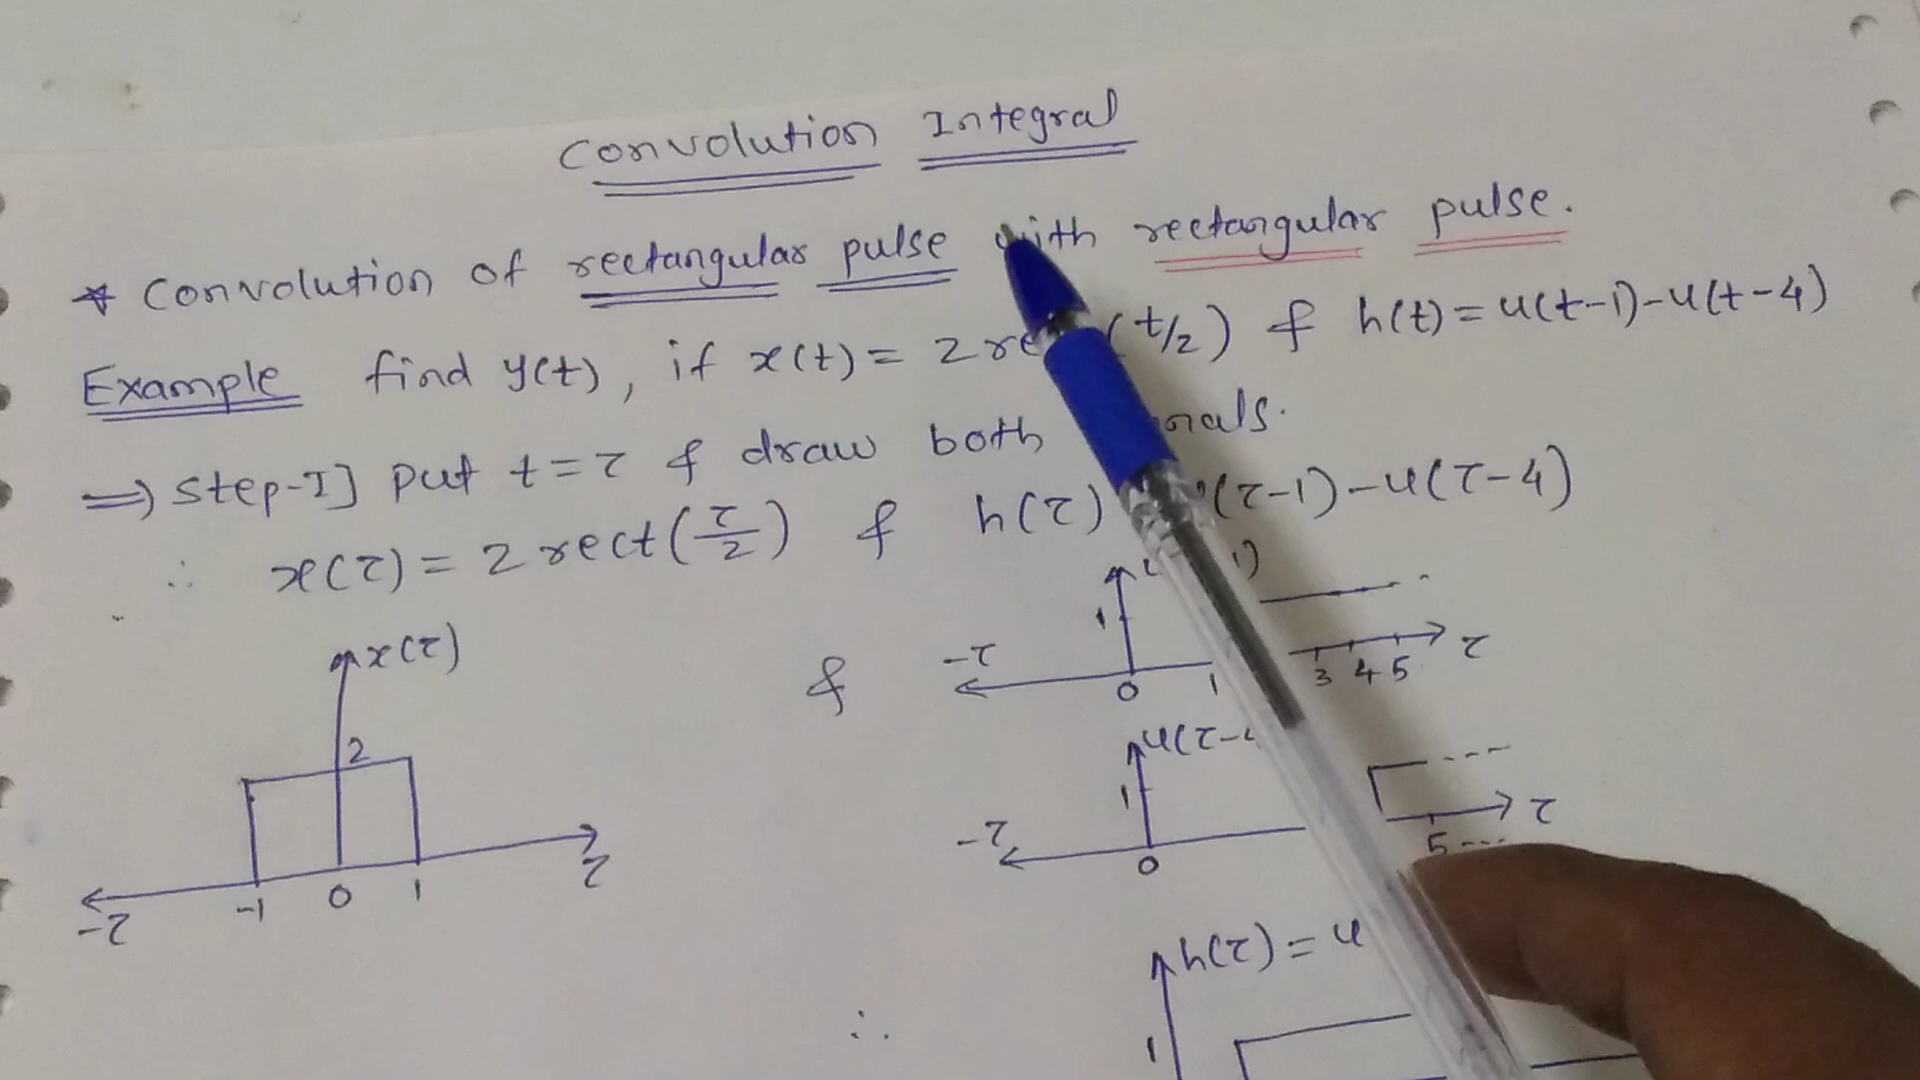 Convolution Integral
* Convolution of rectangular pulse with rectangular pulse.
Example find y(t), if x(t) = 2 (t/2) & h(t) = u(t-1)-u(t-4)
⇒ Step-I] put t=τ & draw both
∴ x(τ) = 2 rect(τ/2) & h(τ) (τ-1)-u(τ-4)
x(τ)
2
-τ -1 0 1 τ
&
1
-τ 0 1 3 4 5 τ
u(τ-
1
-τ 0 5 --- τ
h(τ) = u
∴ 1